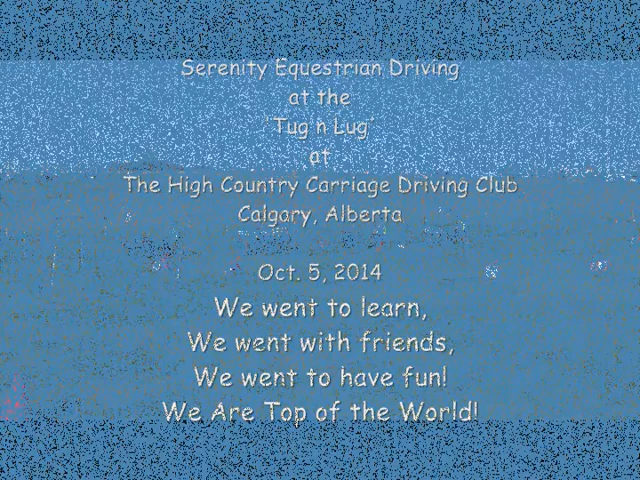 Serenity Equestrian Driving
at the
'Tug n Lug'
at
The High Country Carriage Driving Club
Calgary, Alberta
Oct. 5, 2014
We went to learn,
We went with friends,
We went to have fun!
We Are Top of the World!